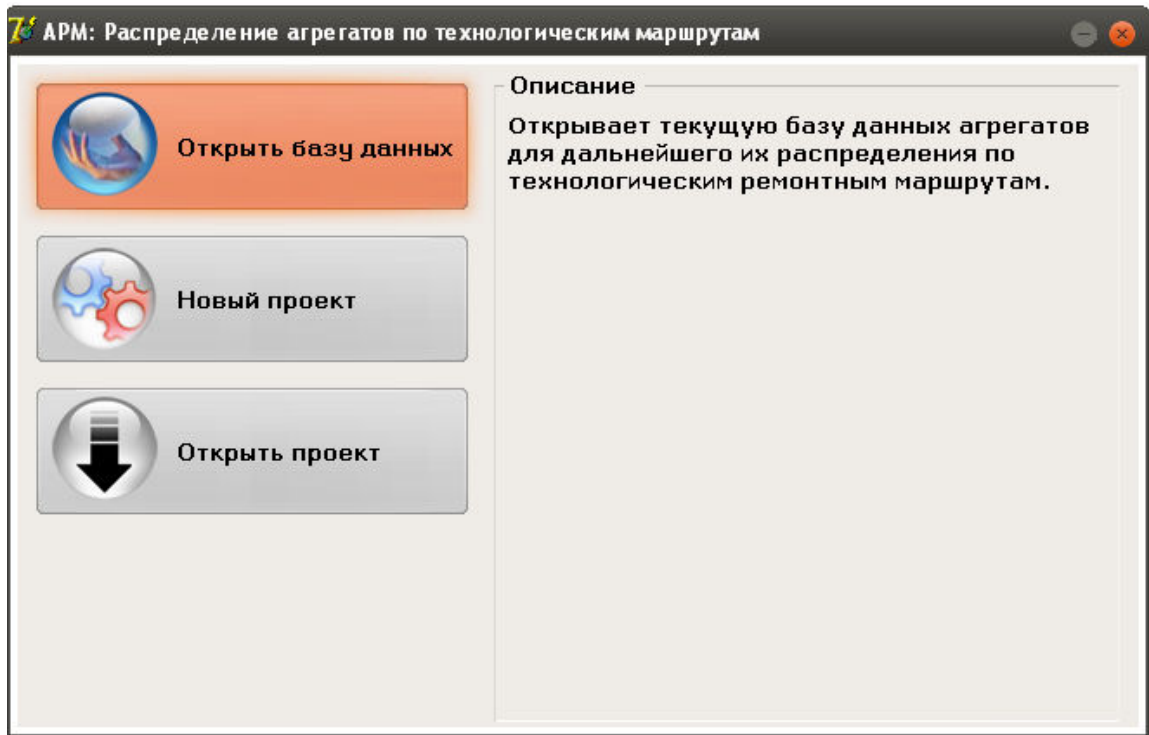 АРМ: Распределение агрегатов по технологическим маршрутам
Открыть базу данных
Новый проект
Открыть проект
Описание
Открывает текущую базу данных агрегатов
для дальнейшего их распределения по
технологическим ремонтным маршрутам.